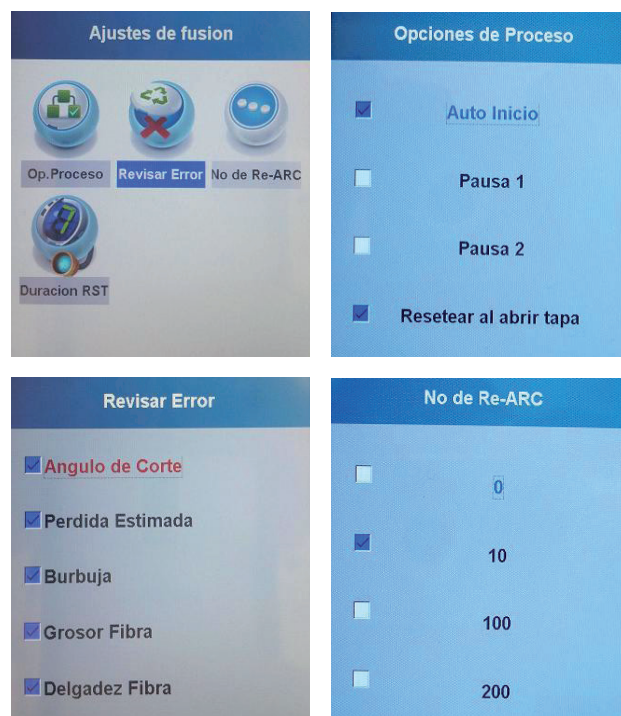 Ajustes de fusion
Op.Proceso Revisar Error No de Re-ARC
Duracion RST
Opciones de Proceso
Auto Inicio
Pausa 1
Pausa 2
Resetear al abrir tapa
Revisar Error
Angulo de Corte
Perdida Estimada
Burbuja
Grosor Fibra
Delgadez Fibra
No de Re-ARC
0
10
100
200